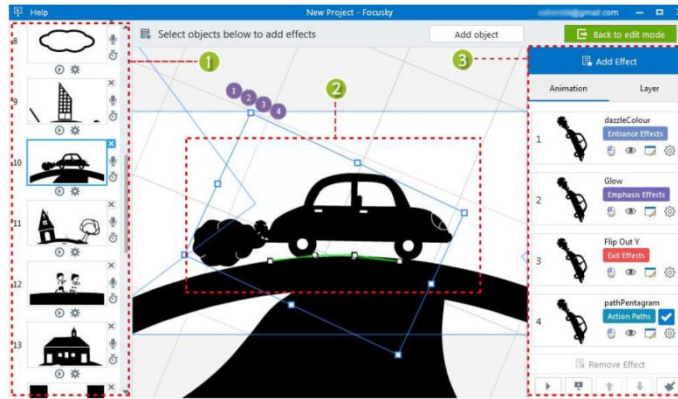 Help
New Project - Focusky
Select objects below to add effects
Add object
Back to edit mode
8
9
10
11
12
13
1
2
3
1
2
3
4
Add Effect
Animation Layer
1
dazzleColour
Entrance Effects
2
Glow
Emphasis Effects
3
Flip Out Y
Exit Effects
4
pathPentagram
Action Paths
Remove Effect